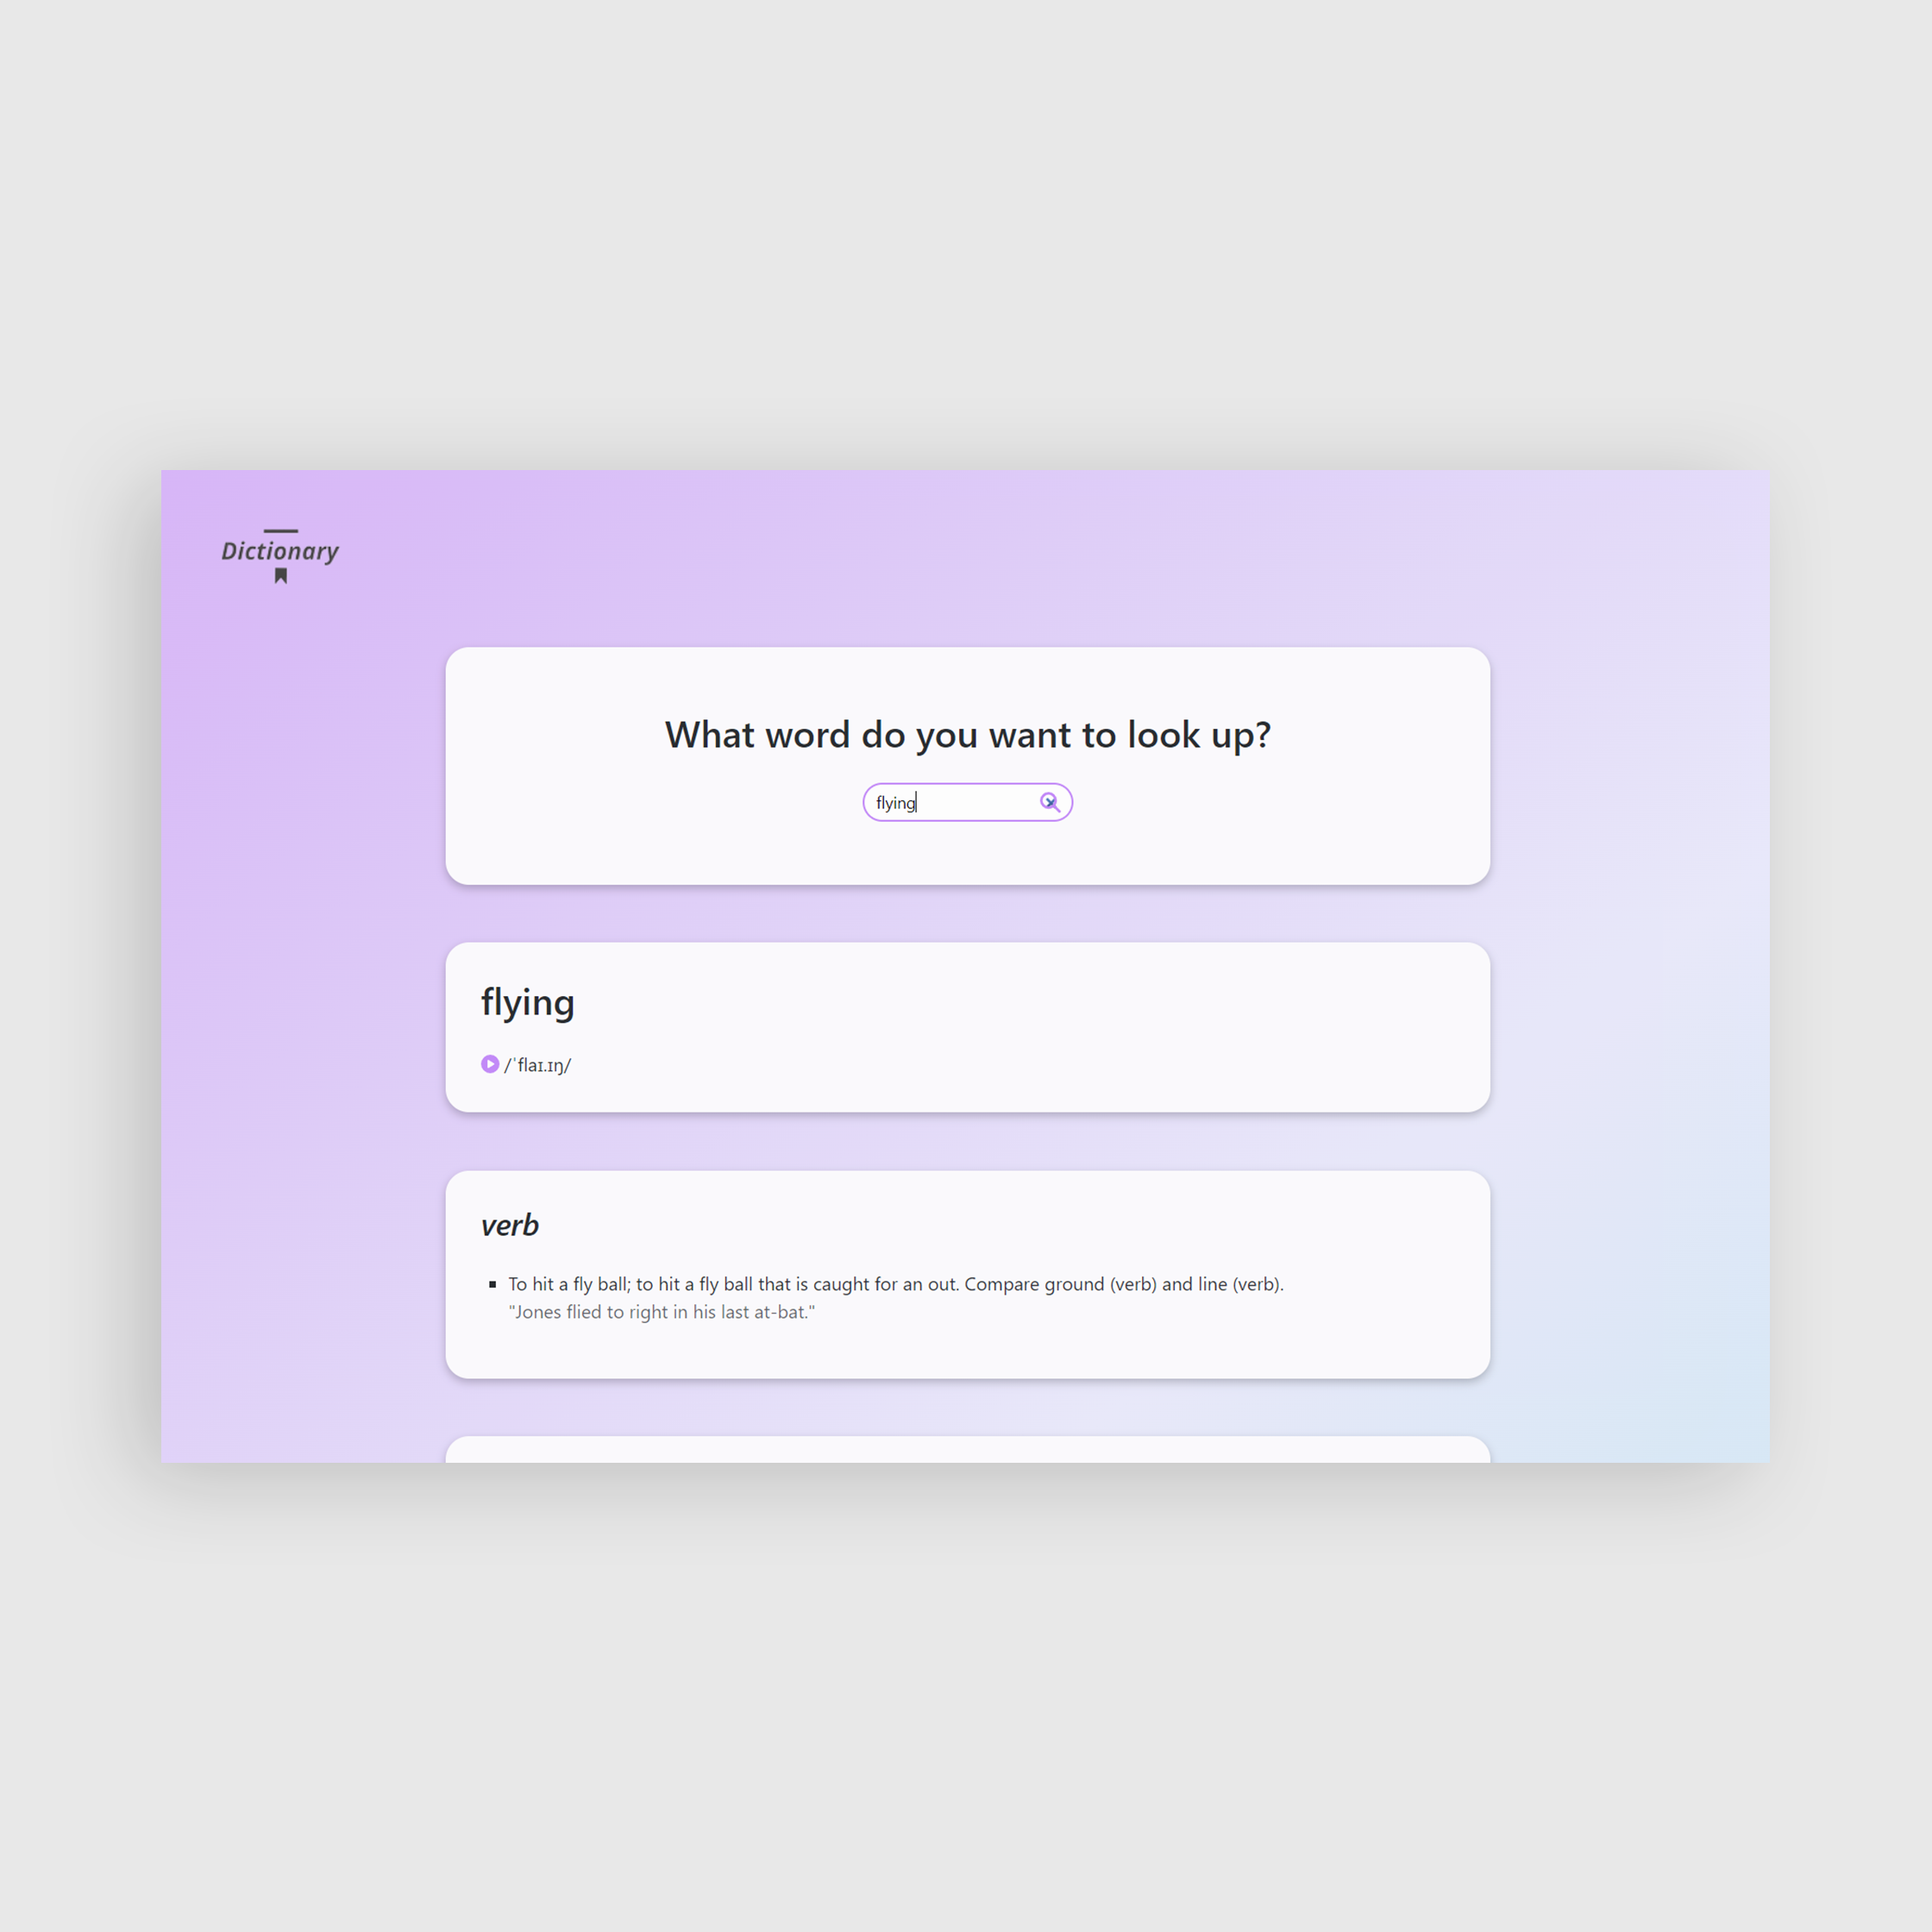 Dictionary
What word do you want to look up?
flying
flying
/ˈflaɪ.ɪŋ/
verb
To hit a fly ball; to hit a fly ball that is caught for an out. Compare ground (verb) and line (verb).
"Jones flied to right in his last at-bat."